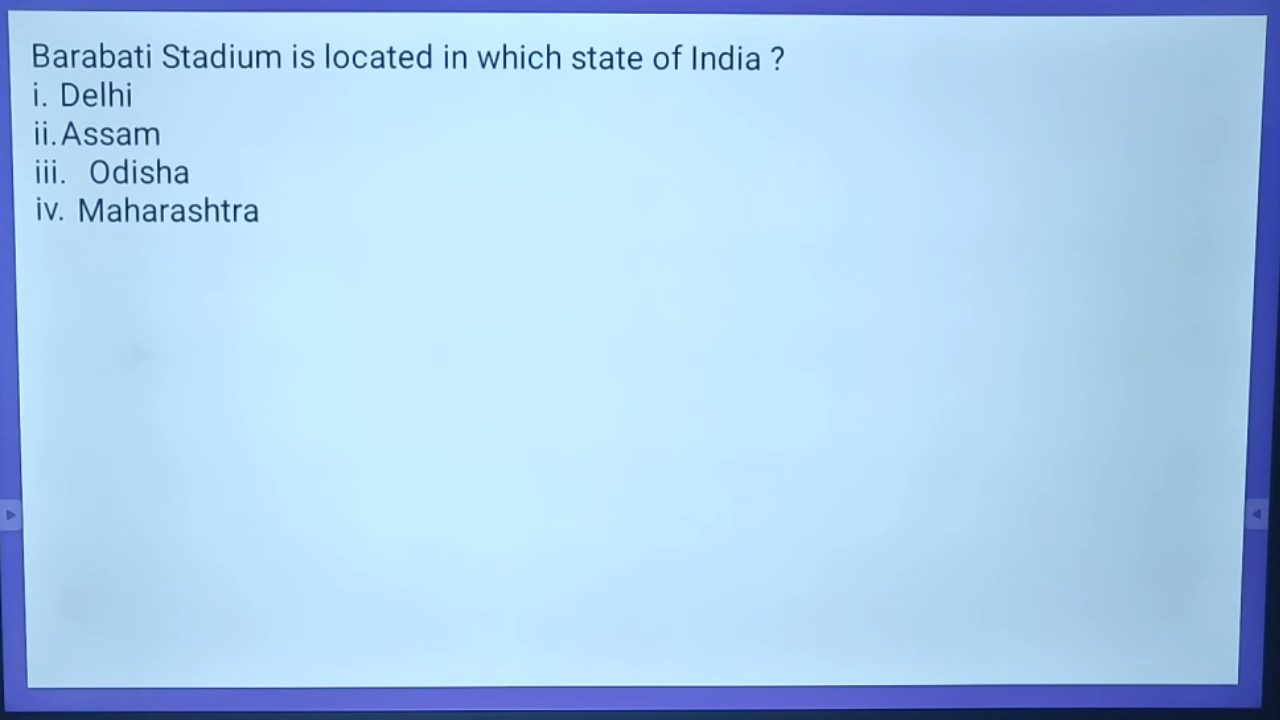 Barabati Stadium is located in which state of India ?
i. Delhi
ii. Assam
iii. Odisha
iv. Maharashtra